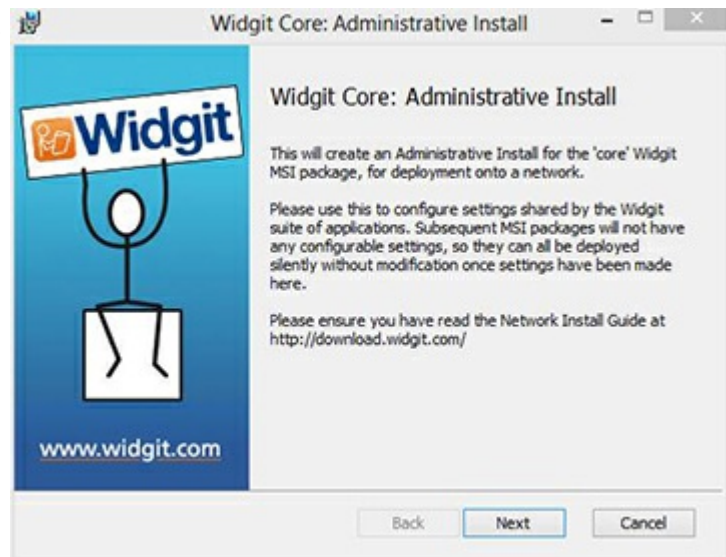 Widgit Core: Administrative Install
Widgit
www.widgit.com
Widgit Core: Administrative Install
This will create an Administrative Install for the 'core' Widgit
MSI package, for deployment onto a network.
Please use this to configure settings shared by the Widgit
suite of applications. Subsequent MSI packages will not have
any configurable settings, so they can all be deployed
silently without modification once settings have been made
here.
Please ensure you have read the Network Install Guide at
http://download.widgit.com/
Back Next Cancel